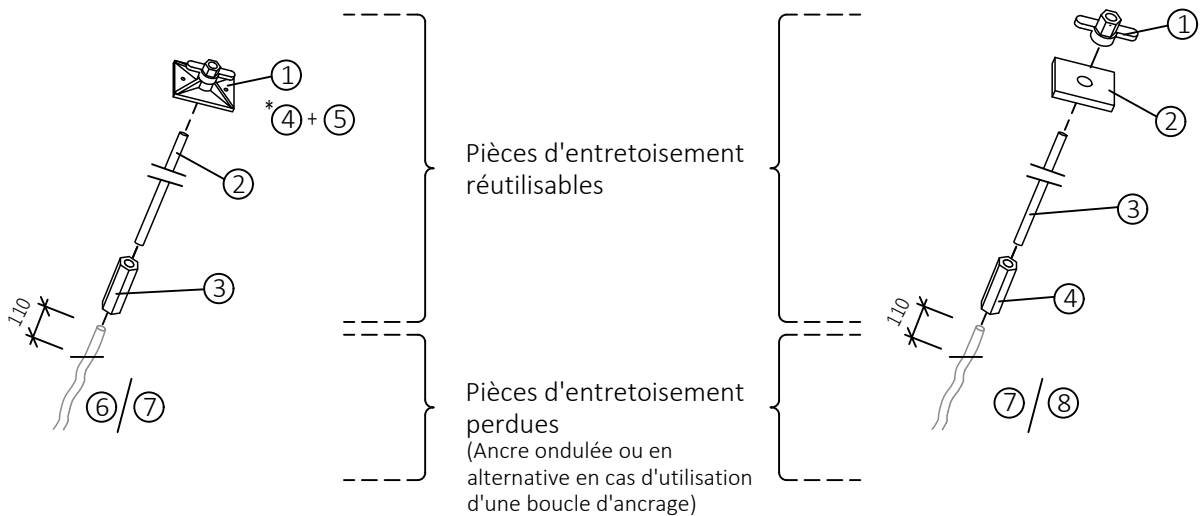 ①
* ④ + ⑤
②
③
110
⑥ / ⑦
Pièces d'entretoisement
réutilisables
Pièces d'entretoisement
perdues
(Ancre ondulée ou en
alternative en cas d'utilisation
d'une boucle d'ancrage)
①
②
③
④
110
⑦ / ⑧